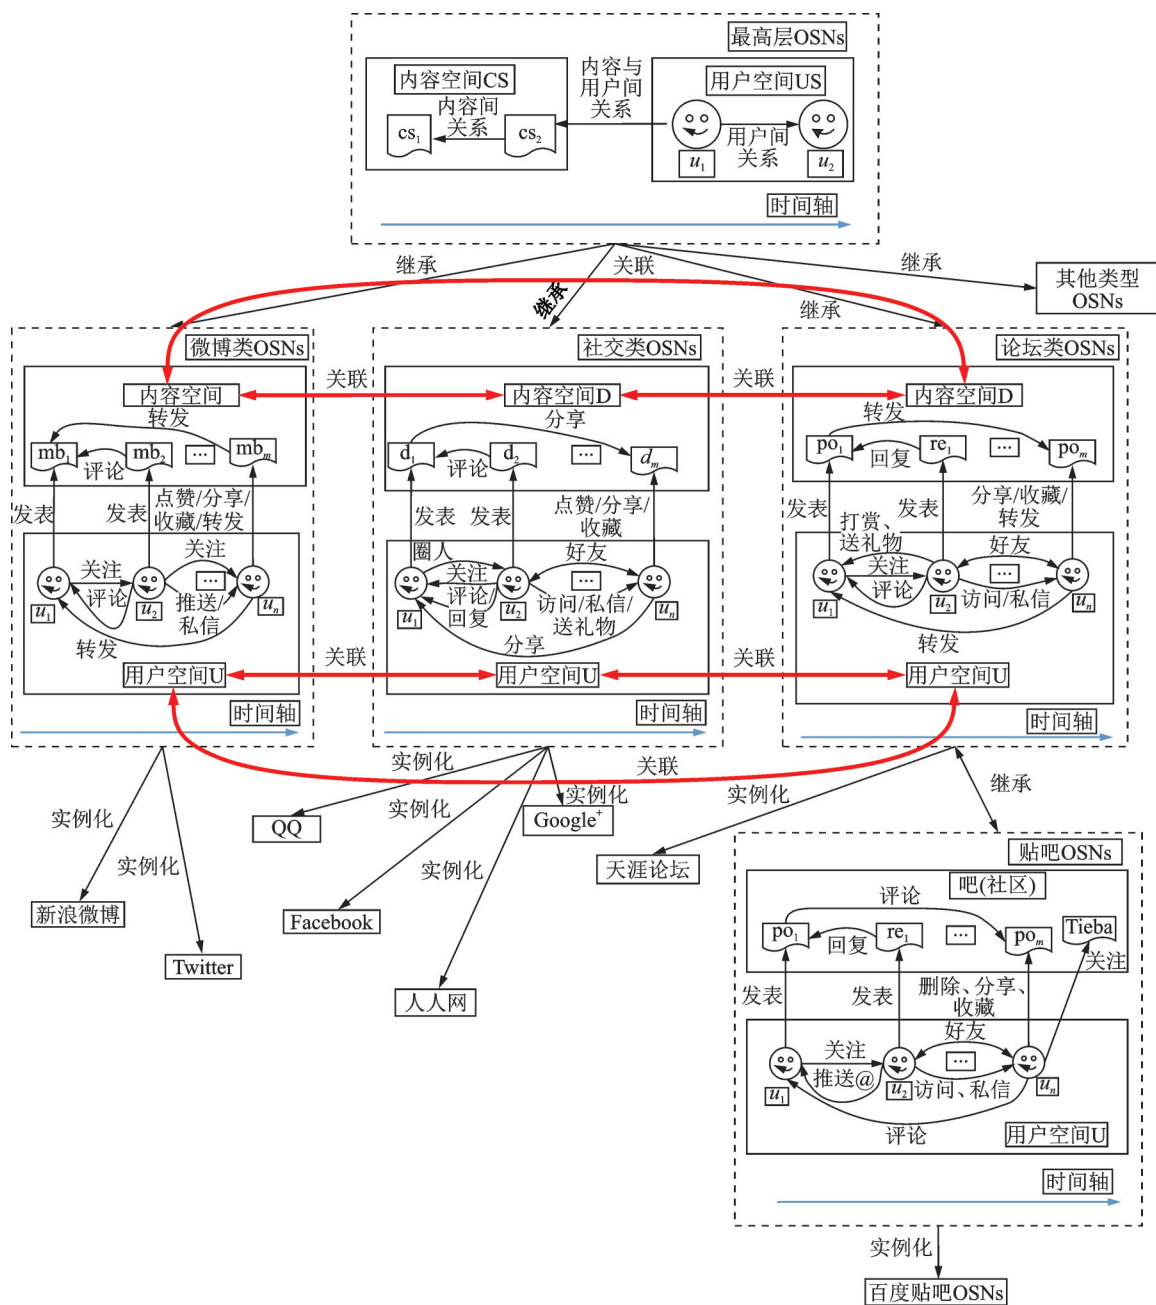 最高层OSNs
内容空间CS
内容与
用户间
关系
用户空间US
内容间
关系
cs₁
cs₂
用户间
关系
u₁
u₂
时间轴
继承
关联
继承
继承
继承
其他类型
OSNs
微博类OSNs
社交类OSNs
论坛类OSNs
内容空间
关联
内容空间D
关联
内容空间D
转发
分享
转发
mb₁
评论
mb₂
...
mbₘ
d₁
评论
d₂
...
dₘ
po₁
回复
re₁
...
poₘ
发表
发表
点赞/分享/
收藏/转发
发表
发表
点赞/分享/
收藏
发表
发表
分享/收藏/
转发
关注
关注
评论
...
推送/
私信
u₁
u₂
uₙ
转发
圈人
好友
关注
评论/
回复
...
访问/私信/
送礼物
u₁
u₂
uₙ
分享
打赏、
送礼物
好友
关注
评论
...
访问/私信
u₁
u₂
uₙ
转发
用户空间U
关联
用户空间U
关联
用户空间U
时间轴
时间轴
时间轴
关联
实例化
实例化
实例化
实例化
实例化
实例化
实例化
继承
QQ
Google⁺
天涯论坛
新浪微博
Facebook
Twitter
人人网
贴吧OSNs
吧(社区)
评论
po₁
回复
re₁
...
poₘ
Tieba
关注
发表
发表
删除、分享、
收藏
好友
关注
推送@
...
访问、私信
u₁
u₂
uₙ
评论
用户空间U
时间轴
实例化
百度贴吧OSNs